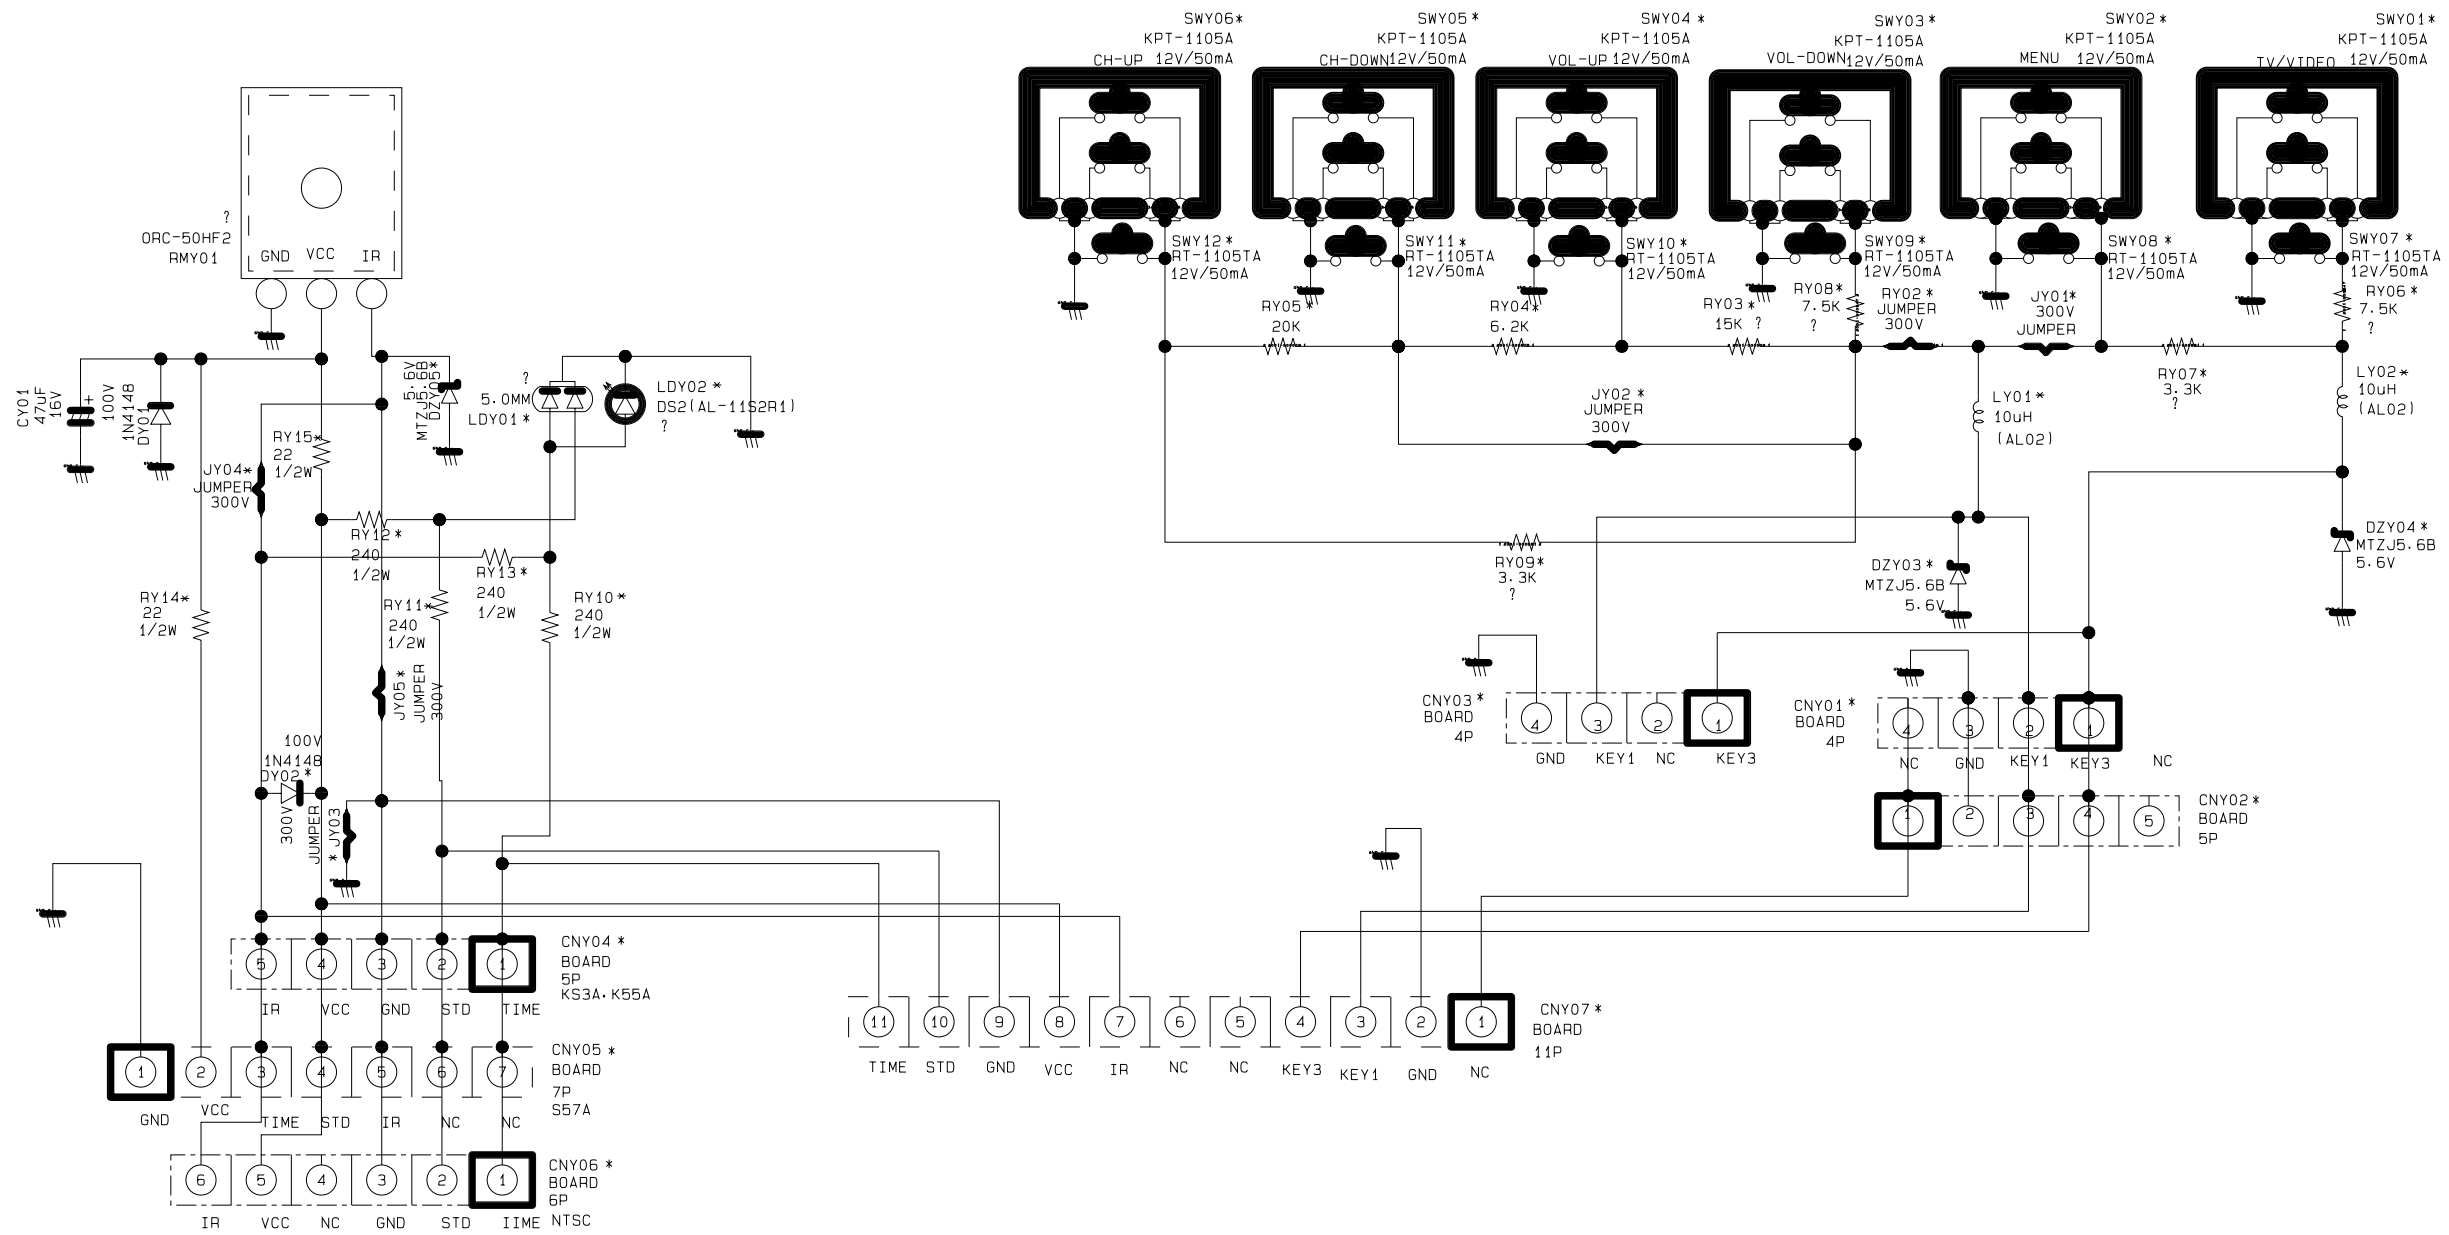 SWY06*
KPT-1105A
CH-UP 12V/50mA
SWY05*
KPT-1105A
CH-DOWN 12V/50mA
SWY04*
KPT-1105A
VOL-UP 12V/50mA
SWY03*
KPT-1105A
VOL-DOWN 12V/50mA
SWY02*
KPT-1105A
MENU 12V/50mA
SWY01*
KPT-1105A
TV/VIDEO 12V/50mA
?
ORC-50HF2
RMY01
GND VCC IR
SWY12*
RT-1105TA
12V/50mA
SWY11*
RT-1105TA
12V/50mA
SWY10*
RT-1105TA
12V/50mA
SWY09*
RT-1105TA
12V/50mA
SWY08*
RT-1105TA
12V/50mA
SWY07*
RT-1105TA
12V/50mA
RY05*
20K
RY04*
6.2K
RY03*
15K ?
RY08*
7.5K
?
RY02*
JUMPER
300V
JY01*
300V
JUMPER
RY06*
7.5K
?
RY07*
3.3K
?
LY02*
10uH
(AL02)
LY01*
10uH
(AL02)
JY02*
JUMPER
300V
RY09*
3.3K
?
DZY03*
MTZJ5.6B
5.6V
DZY04*
MTZJ5.6B
5.6V
CY01
47uF
16V
+
100V
1N4148
DY01
RY15*
22
1/2W
JY04*
JUMPER
300V
5.6V
MTZJ5.6B
DZY05*
?
5.0MM
LDY01*
LDY02*
DS2(AL-11S2R1)
?
RY12*
240
1/2W
RY13*
240
1/2W
RY11*
240
1/2W
RY10*
240
1/2W
RY14*
22
1/2W
JY05*
JUMPER
300V
100V
1N4148
DY02*
300V
JUMPER
* JY03
CNY03*
BOARD
4P
4 3 2 1
GND KEY1 NC KEY3
CNY01*
BOARD
4P
4 3 2 1
NC GND KEY1 KEY3 NC
1 2 3 4 5
CNY02*
BOARD
5P
5 4 3 2 1
CNY04*
BOARD
5P
KS3A.K55A
IR VCC GND STD TIME
1 2 3 4 5 6 7
CNY05*
BOARD
7P
S57A
GND VCC TIME STD IR NC NC
6 5 4 3 2 1
CNY06*
BOARD
6P
NTSC
IR VCC NC GND STD IIME
11 10 9 8 7 6 5 4 3 2 1
CNY07*
BOARD
11P
TIME STD GND VCC IR NC NC KEY3 KEY1 GND NC